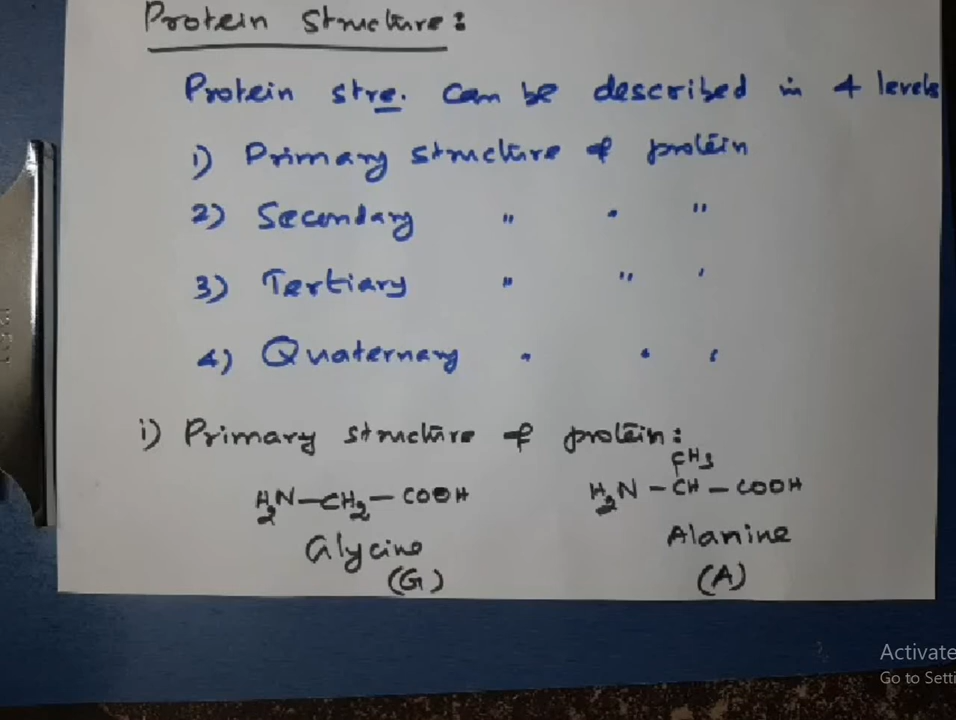 Protein Structure:
Protein stre. can be described in 4 levels
1) Primary structure of protein
2) Secondary " " "
3) Tertiary " " "
4) Quaternary " " "
i) Primary structure of protein:
CH3
H2N-CH2-COOH H2N-CH-COOH
Glycine Alanine
(G) (A)
Activate
Go to Setti